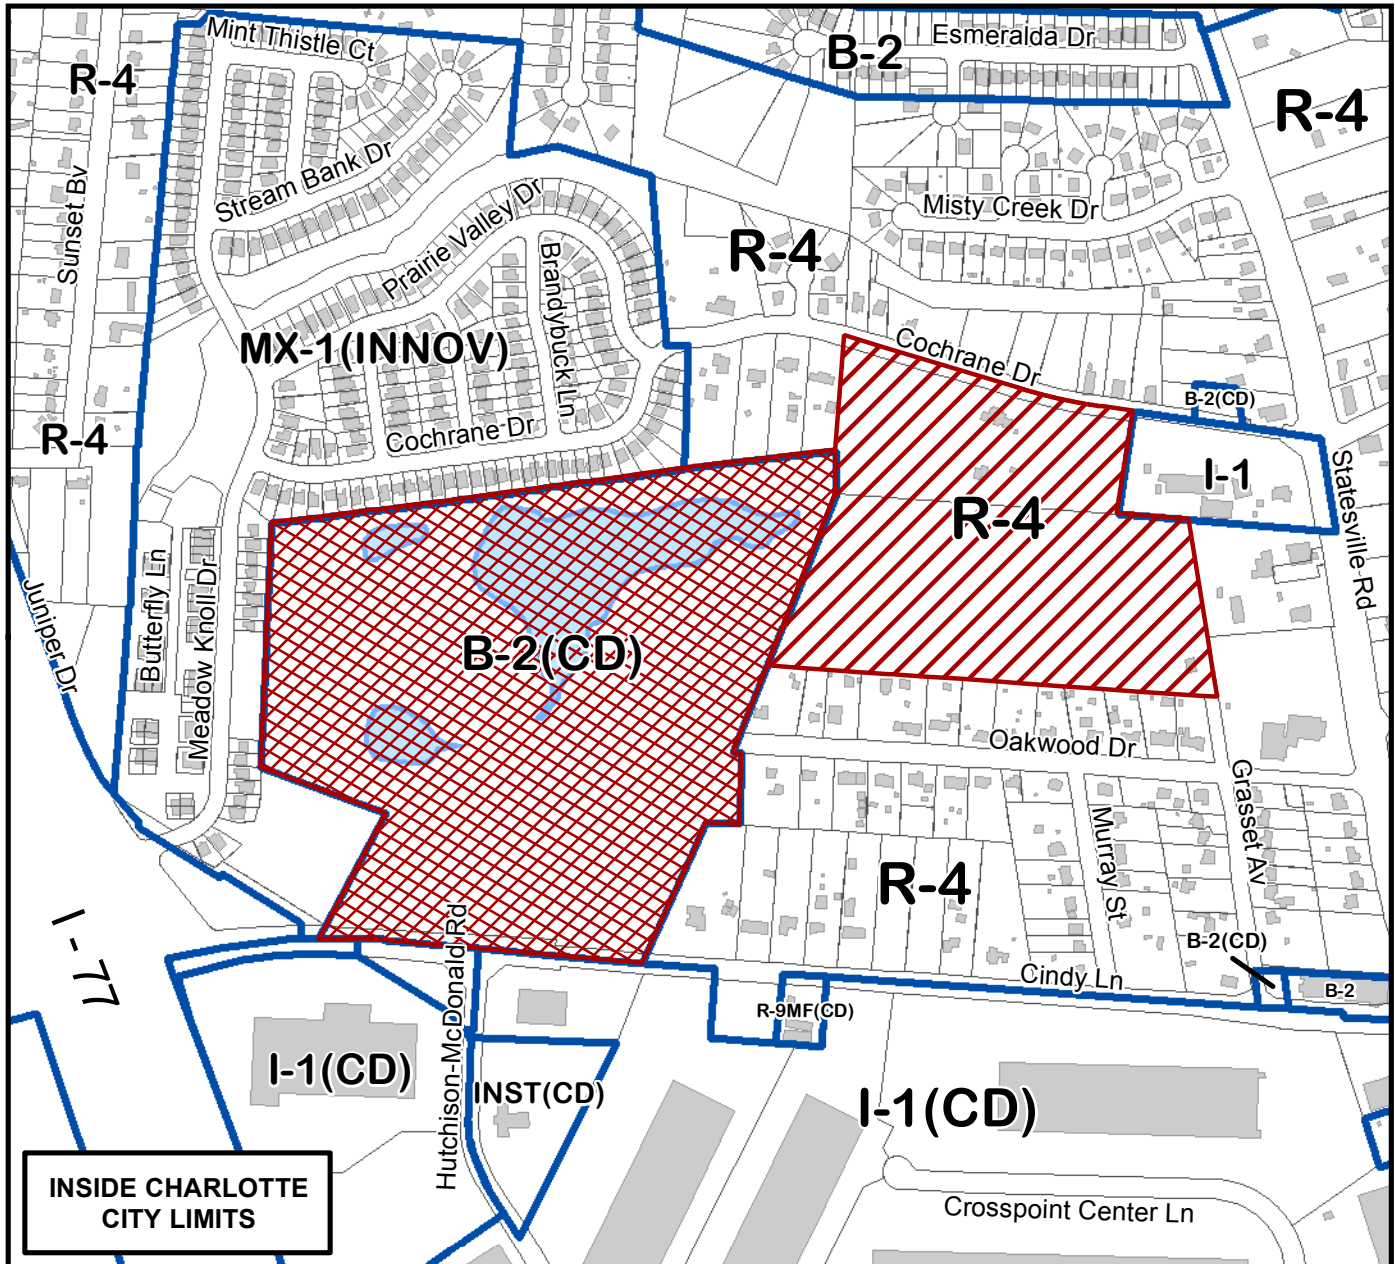 Mint Thistle Ct
Esmeralda Dr
B-2
R-4
R-4
Stream Bank Dr
Sunset Bv
Misty Creek Dr
Prairie Valley Dr
R-4
Brandybuck Ln
MX-1(INNOV)
Cochrane Dr
B-2(CD)
R-4
Cochrane Dr
I-1
Statesville Rd
R-4
Butterfly Ln
Meadow Knoll Dr
Juniper Dr
B-2(CD)
Oakwood Dr
Grasset Av
Murray St
R-4
I - 77
Hutchison-McDonald Rd
B-2(CD)
Cindy Ln
B-2
R-9MF(CD)
I-1(CD)
INST(CD)
I-1(CD)
INSIDE CHARLOTTE
CITY LIMITS
Crosspoint Center Ln